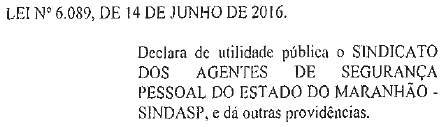 LEI Nº 6.089, DE 14 DE JUNHO DE 2016.
Declara de utilidade pública o SINDICATO
DOS AGENTES DE SEGURANÇA
PESSOAL DO ESTADO DO MARANHÃO -
SINDASP, e dá outras providências.